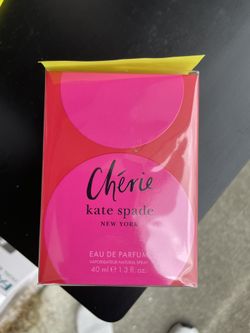 Chérie
kate spade
NEW YORK
EAU DE PARFUM
VAPORISATEUR NATURAL SPRAY
40 ml ℮ 1.3 fl. oz.